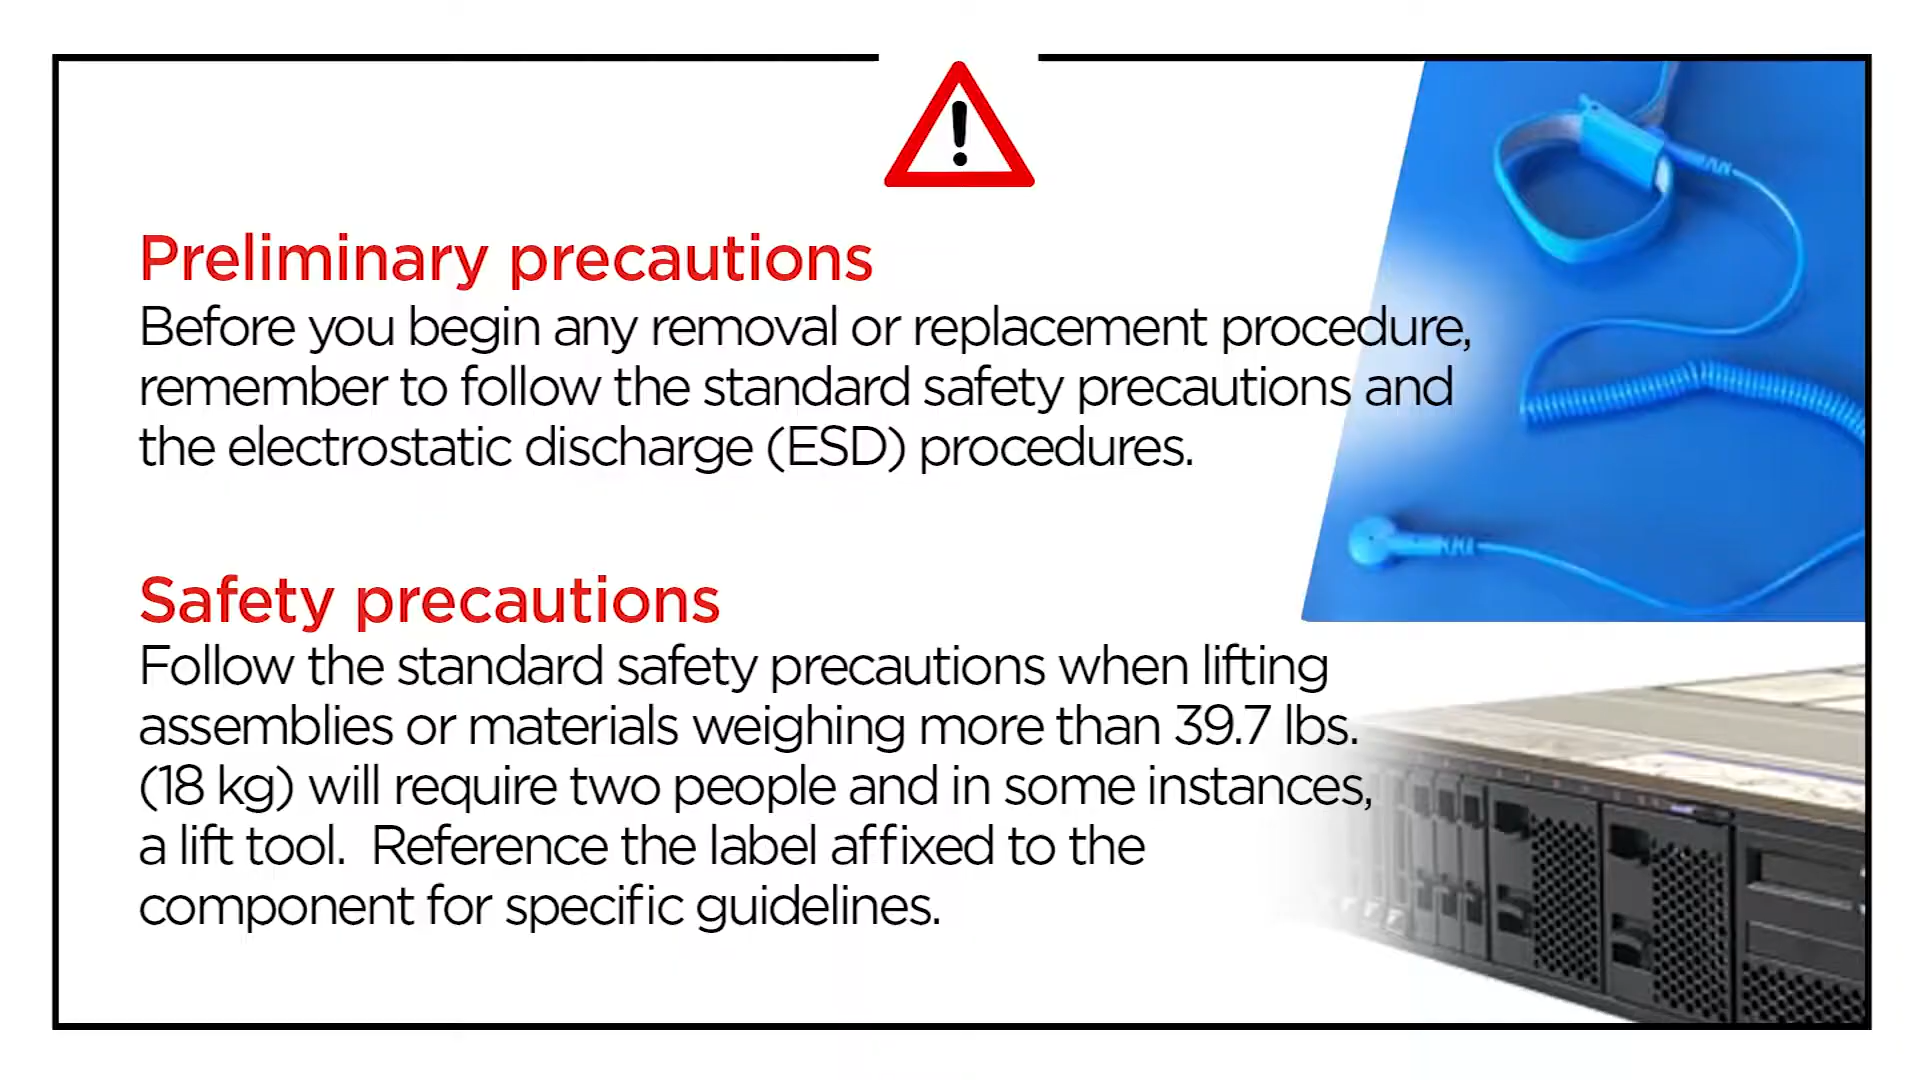 Preliminary precautions
Before you begin any removal or replacement procedure,
remember to follow the standard safety precautions and
the electrostatic discharge (ESD) procedures.
Safety precautions
Follow the standard safety precautions when lifting
assemblies or materials weighing more than 39.7 lbs.
(18 kg) will require two people and in some instances,
a lift tool.  Reference the label affixed to the
component for specific guidelines.